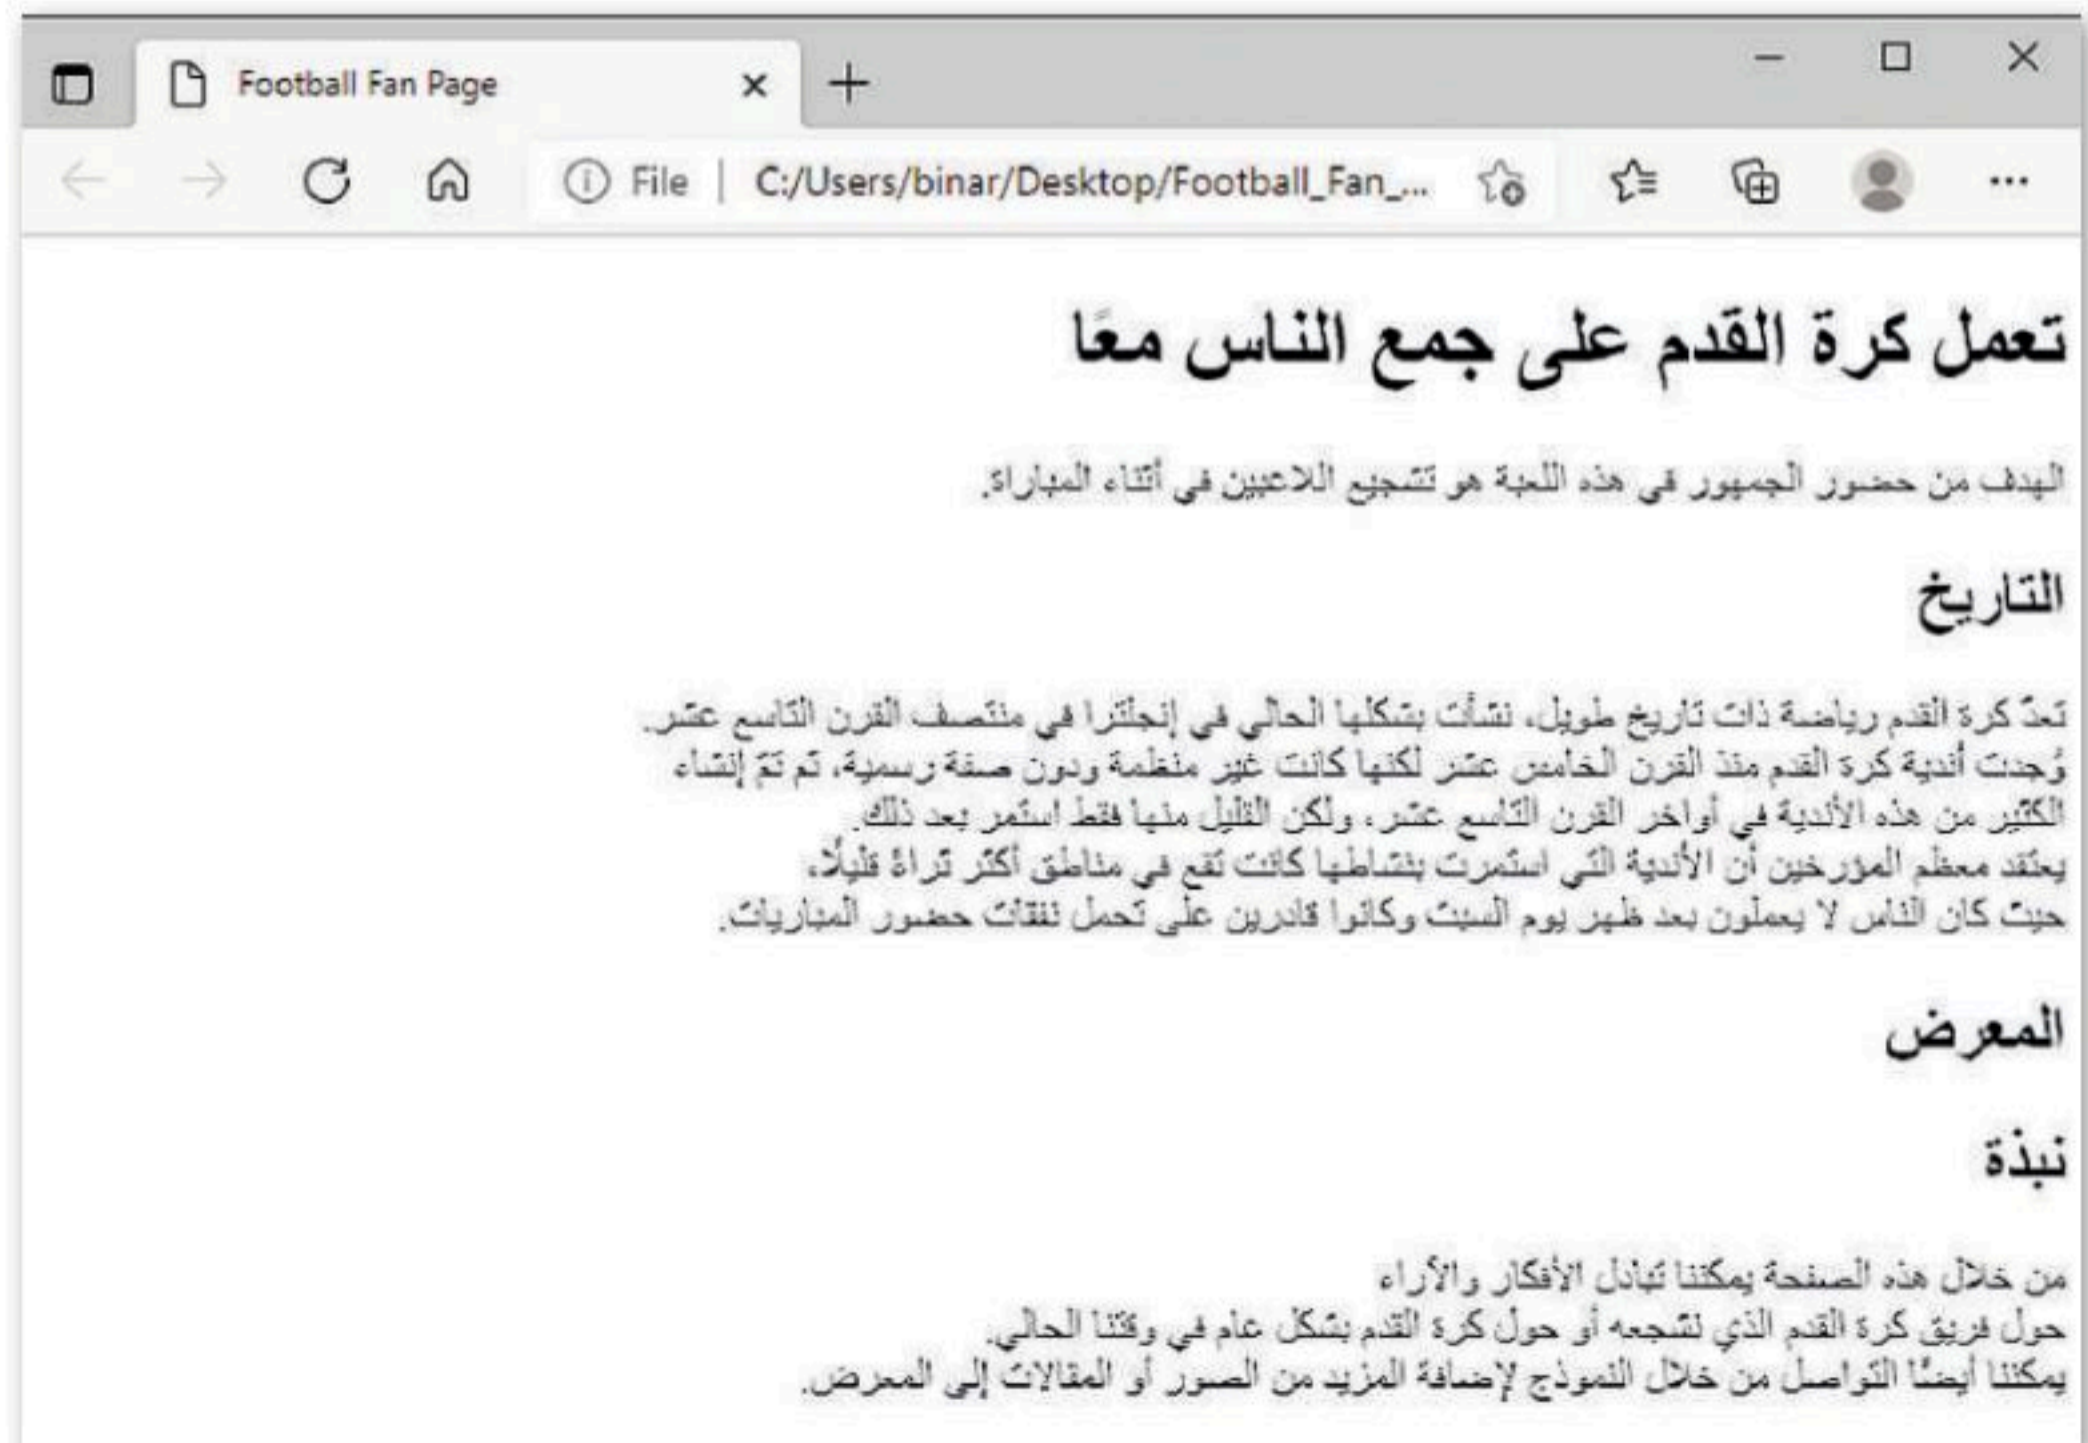 Football Fan Page
File | C:/Users/binar/Desktop/Football_Fan_...
تعمل كرة القدم على جمع الناس معًا
الهدف من حضور الجمهور في هذه اللعبة هو تشجيع اللاعبين في أثناء المباراة.
التاريخ
تعدّ كرة القدم رياضة ذات تاريخ طويل، نشأت بشكلها الحالي في إنجلترا في منتصف القرن التاسع عشر.
وُجدت أندية كرة القدم منذ القرن الخامس عشر لكنها كانت غير منظمة ودون صفة رسمية، ثم تمّ إنشاء
الكثير من هذه الأندية في أواخر القرن التاسع عشر، ولكن القليل منها فقط استمر بعد ذلك.
يعتقد معظم المؤرخين أن الأندية التي استمرت بنشاطها كانت تقع في مناطق أكثر ثراءً قليلًا،
حيث كان الناس لا يعملون بعد ظهر يوم السبت وكانوا قادرين على تحمل نفقات حضور المباريات.
المعرض
نبذة
من خلال هذه الصفحة يمكننا تبادل الأفكار والآراء
حول فريق كرة القدم الذي نشجعه أو حول كرة القدم بشكل عام في وقتنا الحالي.
يمكننا أيضًا التواصل من خلال النموذج لإضافة المزيد من الصور أو المقالات إلى المعرض.